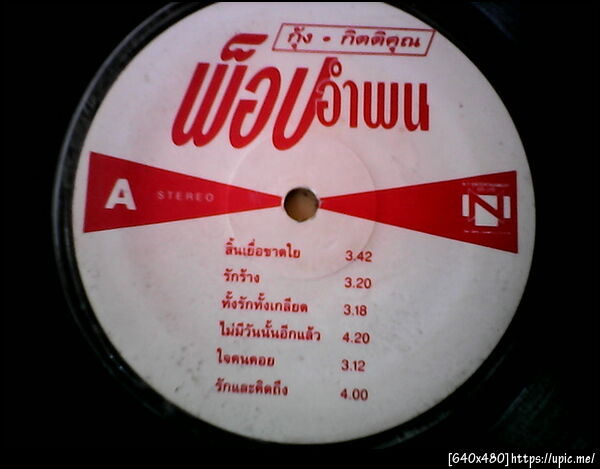 กุ้ง • กิตติคุณ
พ็อปอำพน
A STEREO
N
สิ้นเยื่อขาดใย 3.42
รักร้าง 3.20
ทั้งรักทั้งเกลียด 3.18
ไม่มีวันนั้นอีกแล้ว 4.20
ใจคนคอย 3.12
รักและคิดถึง 4.00
[640x480]https://upic.me/